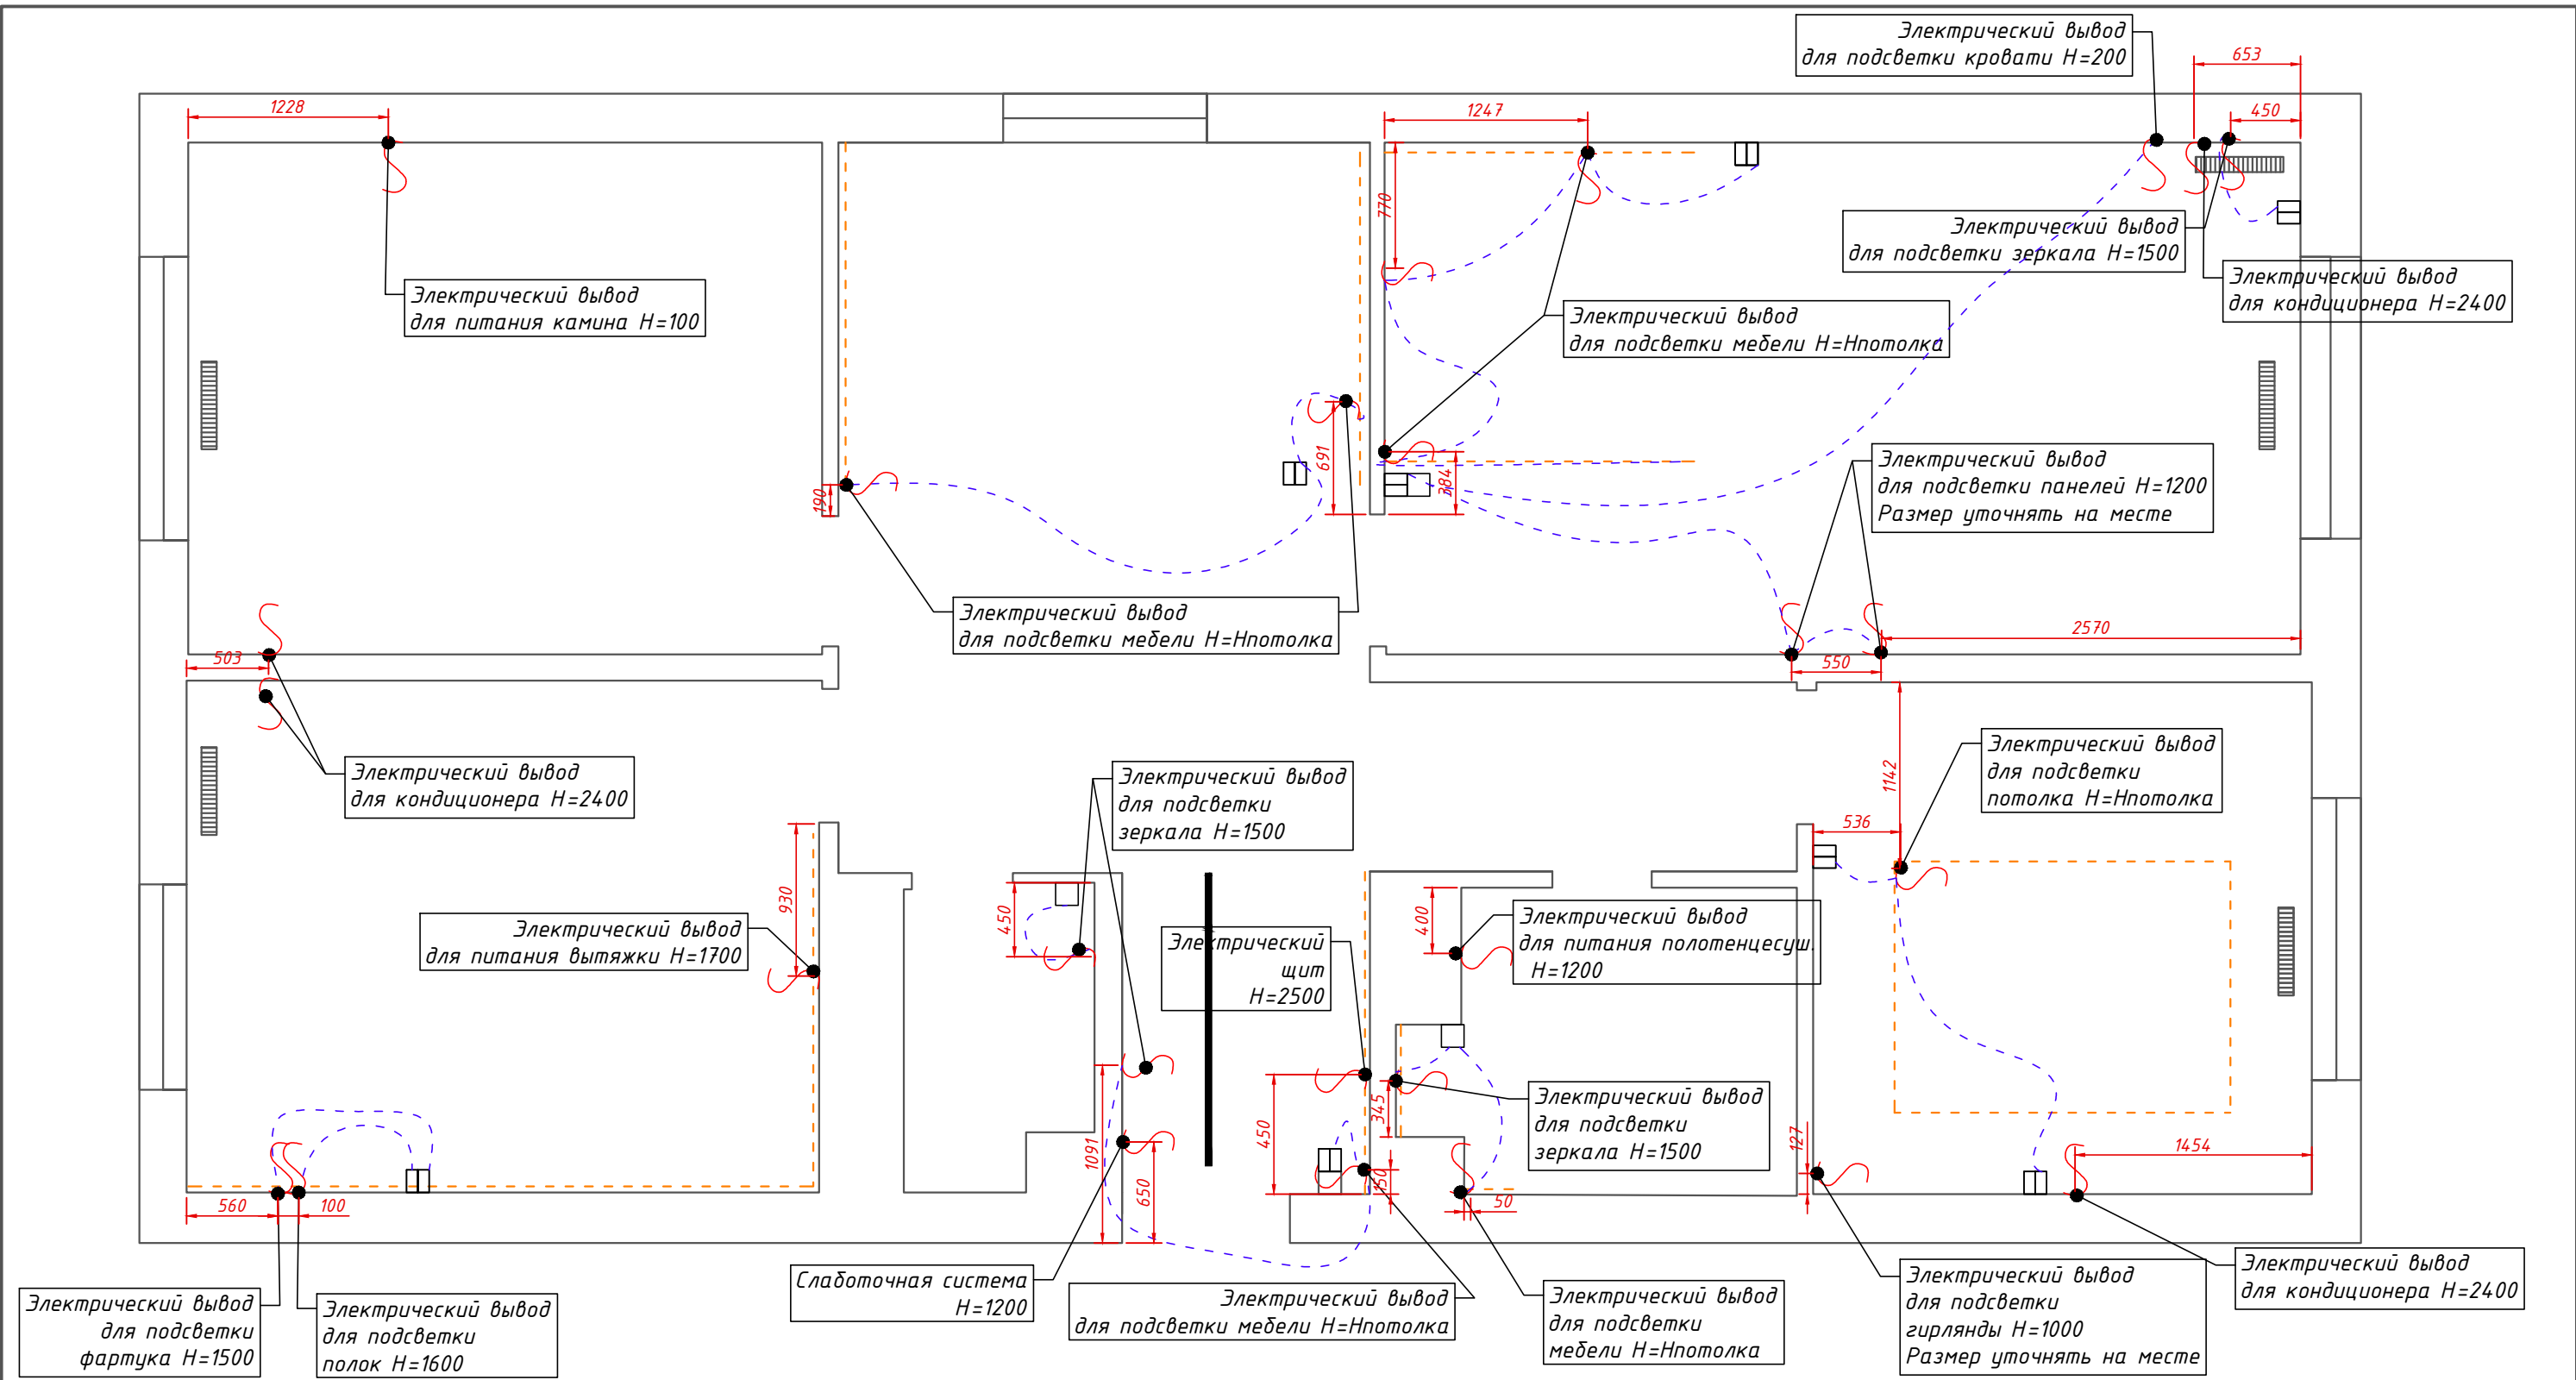 Электрический вывод
для подсветки кровати Н=200
653
1228
1247
450
770
Электрический вывод
для подсветки зеркала Н=1500
Электрический вывод
для кондиционера Н=2400
Электрический вывод
для питания камина Н=100
Электрический вывод
для подсветки мебели Н=Нпотолка
691
384
190
Электрический вывод
для подсветки панелей Н=1200
Размер уточнять на месте
Электрический вывод
для подсветки мебели Н=Нпотолка
503
2570
550
Электрический вывод
для кондиционера Н=2400
Электрический вывод
для подсветки
зеркала Н=1500
1142
Электрический вывод
для подсветки
потолка Н=Нпотолка
536
930
450
400
Электрический вывод
для питания вытяжки Н=1700
Электрический
щит
Н=2500
Электрический вывод
для питания полотенцесуш.
Н=1200
345
Электрический вывод
для подсветки
зеркала Н=1500
1091
650
450
150
127
1454
560
100
50
Электрический вывод
для подсветки
фартука Н=1500
Электрический вывод
для подсветки
полок Н=1600
Слаботочная система
Н=1200
Электрический вывод
для подсветки мебели Н=Нпотолка
Электрический вывод
для подсветки
мебели Н=Нпотолка
Электрический вывод
для подсветки
гирлянды Н=1000
Размер уточнять на месте
Электрический вывод
для кондиционера Н=2400